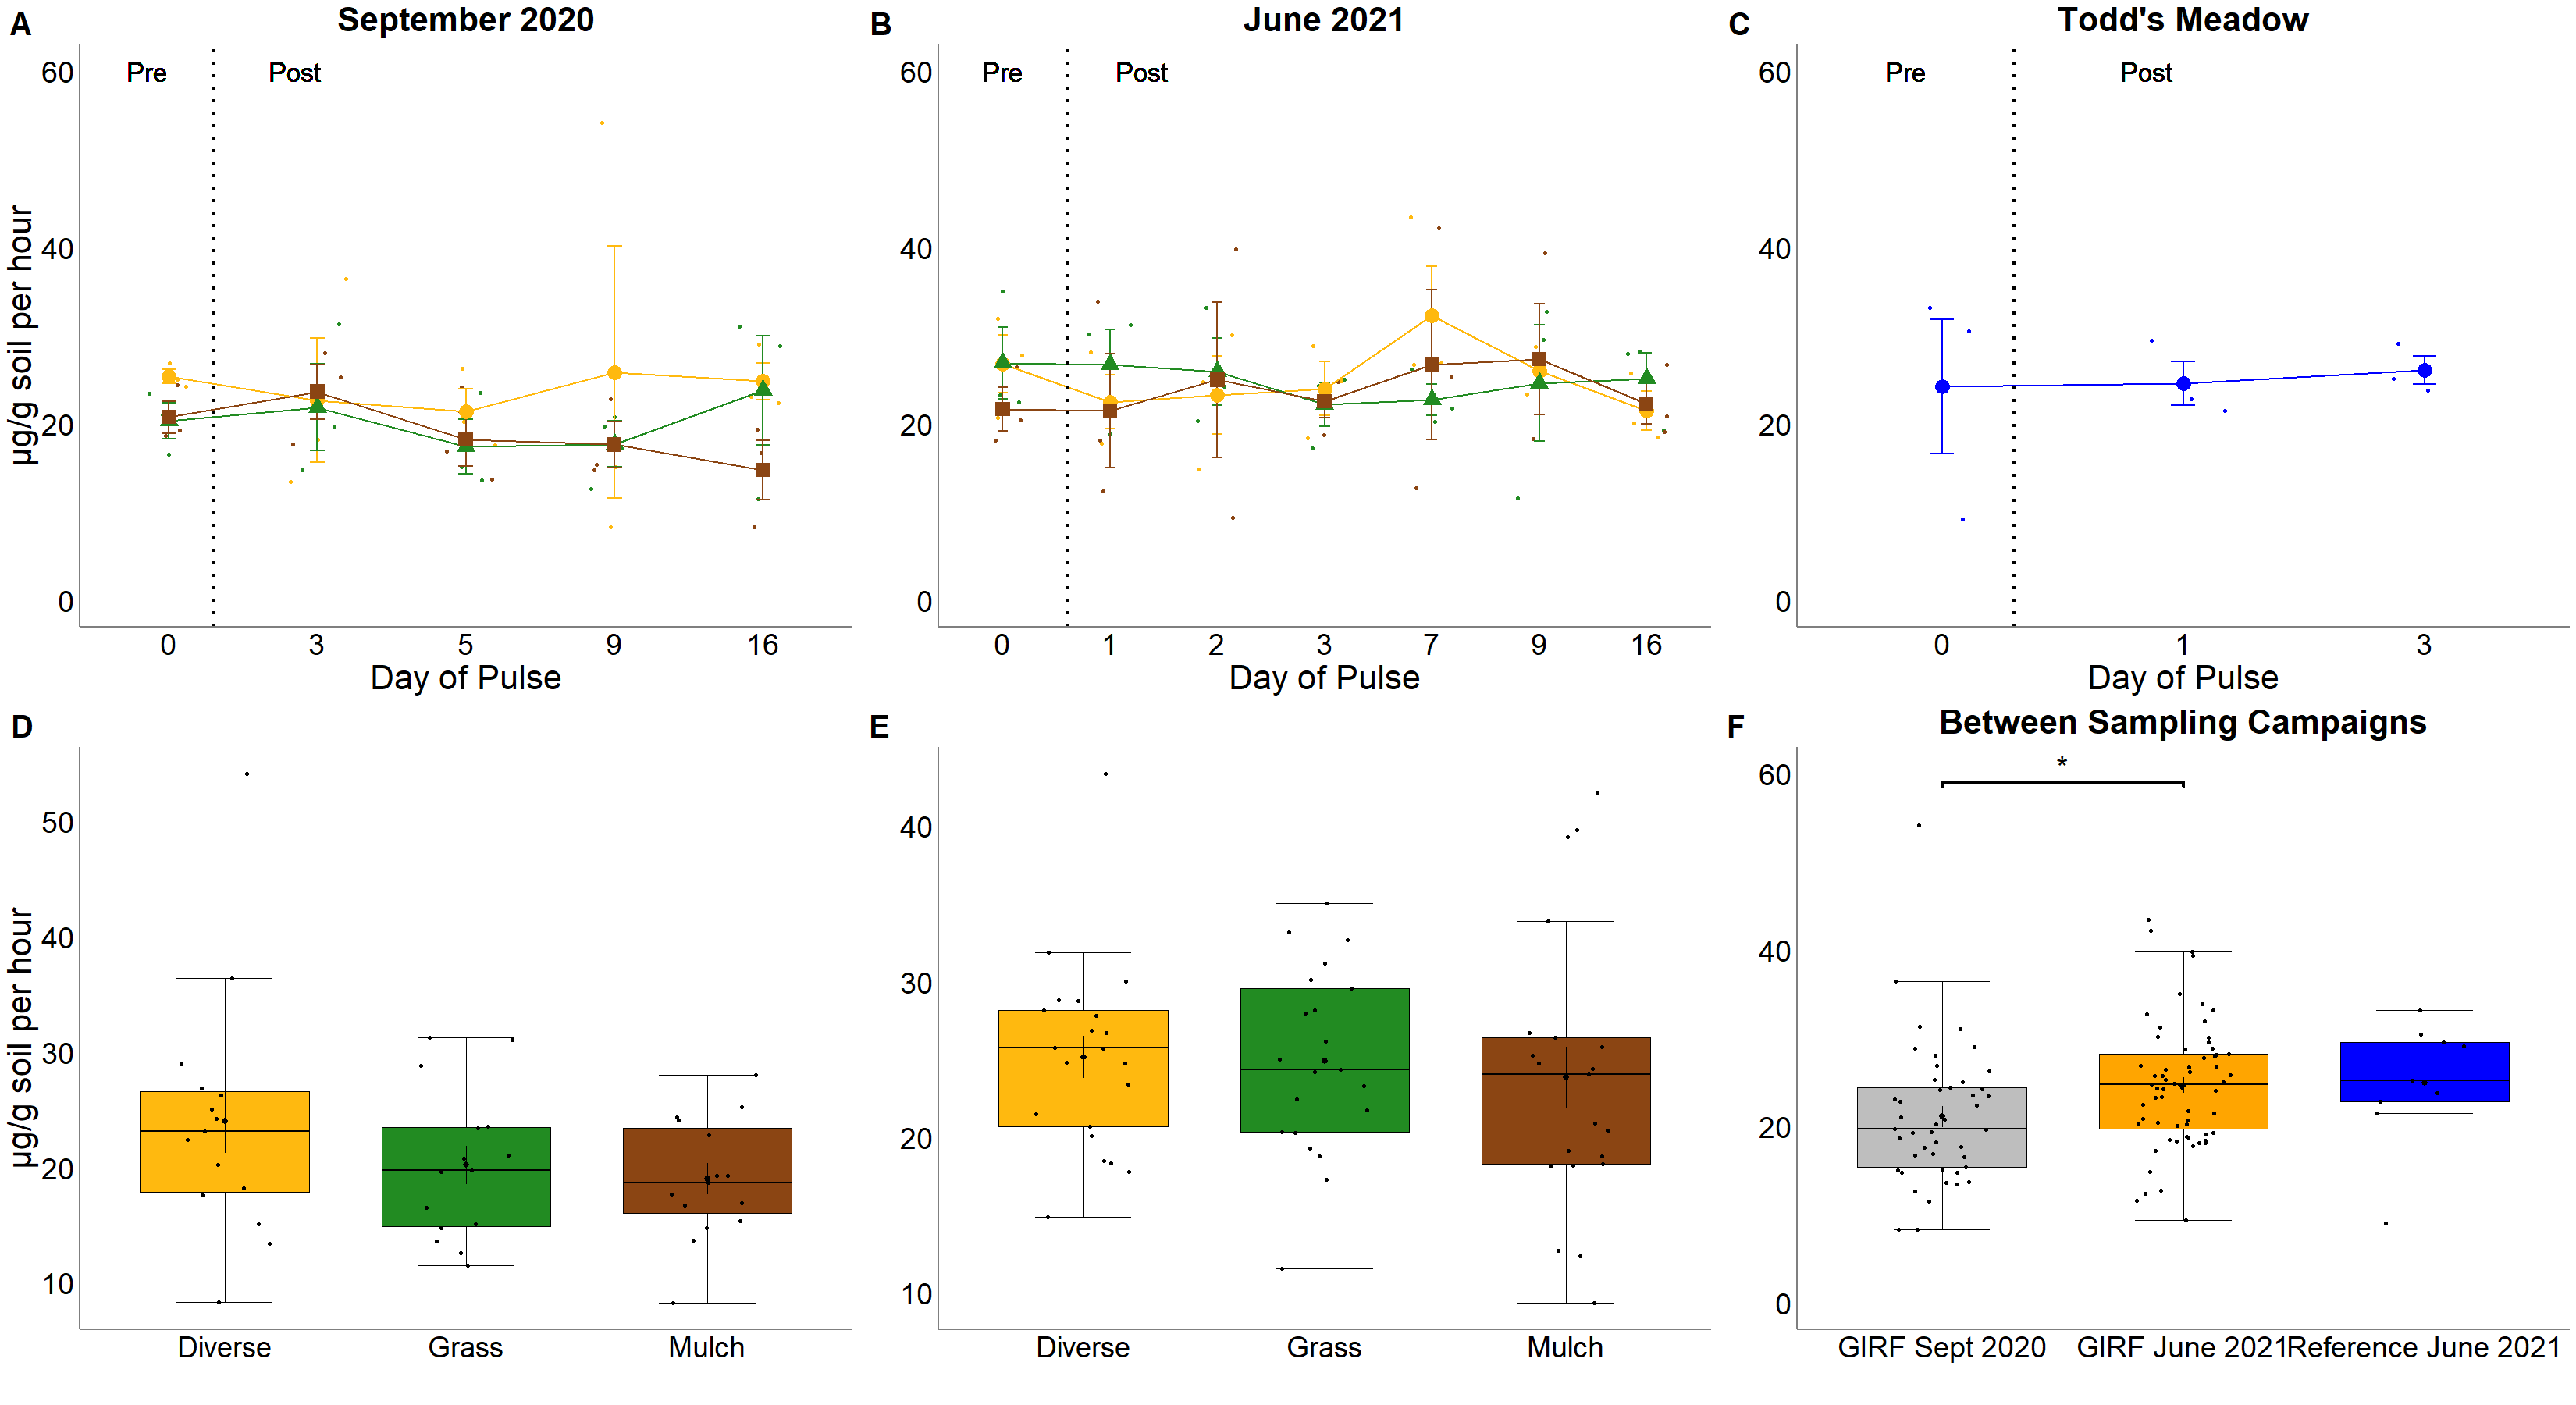 A
September 2020
B
June 2021
C
Todd's Meadow
Pre
Post
Pre
Post
Pre
Post
60
40
20
0
60
40
20
0
60
40
20
0
µg/g soil per hour
0 3 5 9 16
0 1 2 3 7 9 16
0 1 3
Day of Pulse
Day of Pulse
Day of Pulse
D
E
F
Between Sampling Campaigns
*
50
40
30
20
10
40
30
20
10
60
40
20
0
µg/g soil per hour
Diverse Grass Mulch
Diverse Grass Mulch
GIRF Sept 2020 GIRF June 2021 Reference June 2021